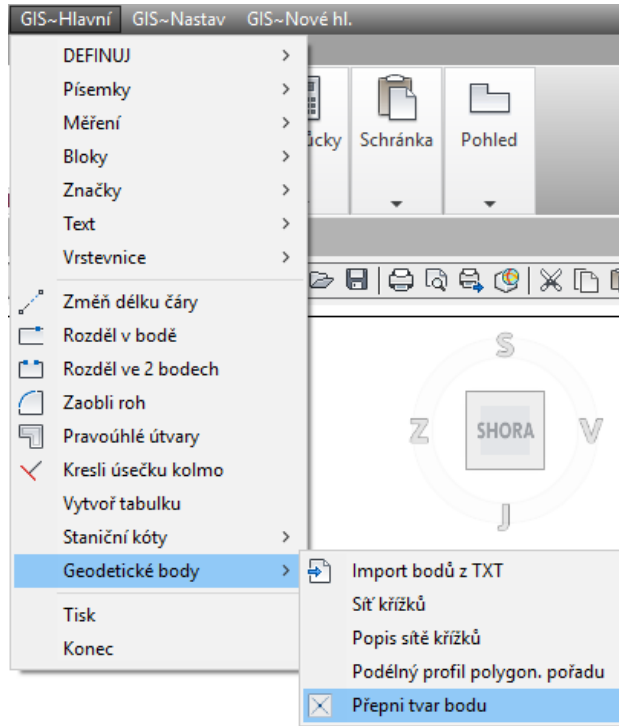 GIS~Hlavní GIS~Nastav GIS~Nové hl.
DEFINUJ
Písemky
Měření
Bloky
Značky
Text
Vrstevnice
Změň délku čáry
Rozděl v bodě
Rozděl ve 2 bodech
Zaobli roh
Pravoúhlé útvary
Kresli úsečku kolmo
Vytvoř tabulku
Staniční kóty
Geodetické body
Tisk
Konec
Schránka Pohled
S
Z SHORA V
J
Import bodů z TXT
Síť křížků
Popis sítě křížků
Podélný profil polygon. pořadu
Přepni tvar bodu